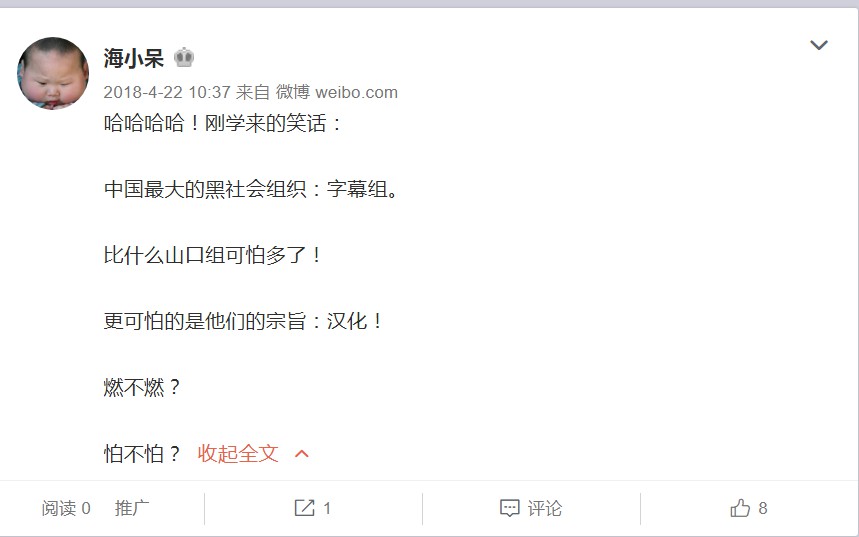 海小呆
2018-4-22 10:37 来自 微博 weibo.com
哈哈哈哈！刚学来的笑话：
中国最大的黑社会组织：字幕组。
比什么山口组可怕多了！
更可怕的是他们的宗旨：汉化！
燃不燃？
怕不怕？ 收起全文
阅读 0 推广 1 评论 8